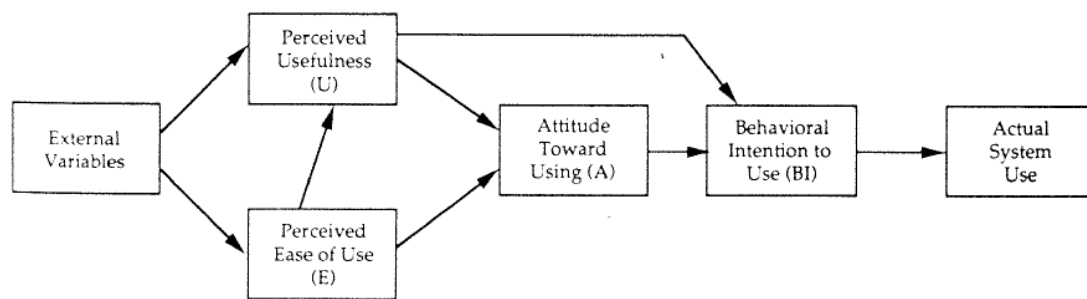 Perceived
Usefulness
(U)
External
Variables
Attitude
Toward
Using (A)
Behavioral
Intention to
Use (BI)
Actual
System
Use
Perceived
Ease of Use
(E)